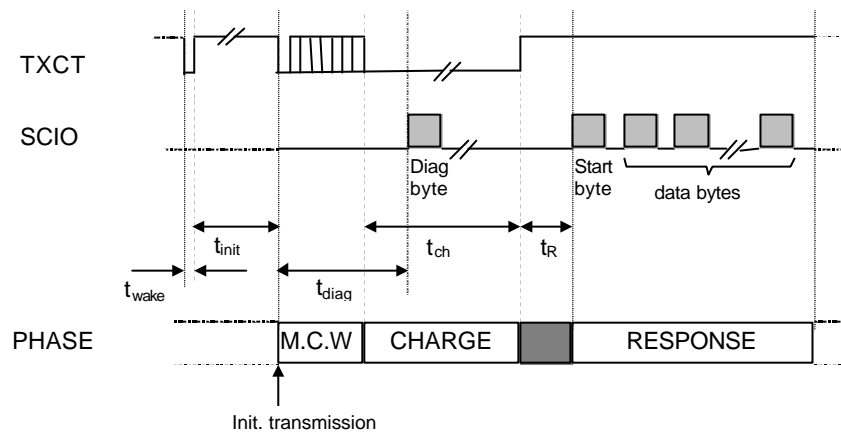 TXCT
SCIO
Diag
byte
Start
byte
data bytes
tinit
tch
tR
twake
tdiag
PHASE
M.C.W
CHARGE
RESPONSE
Init. transmission